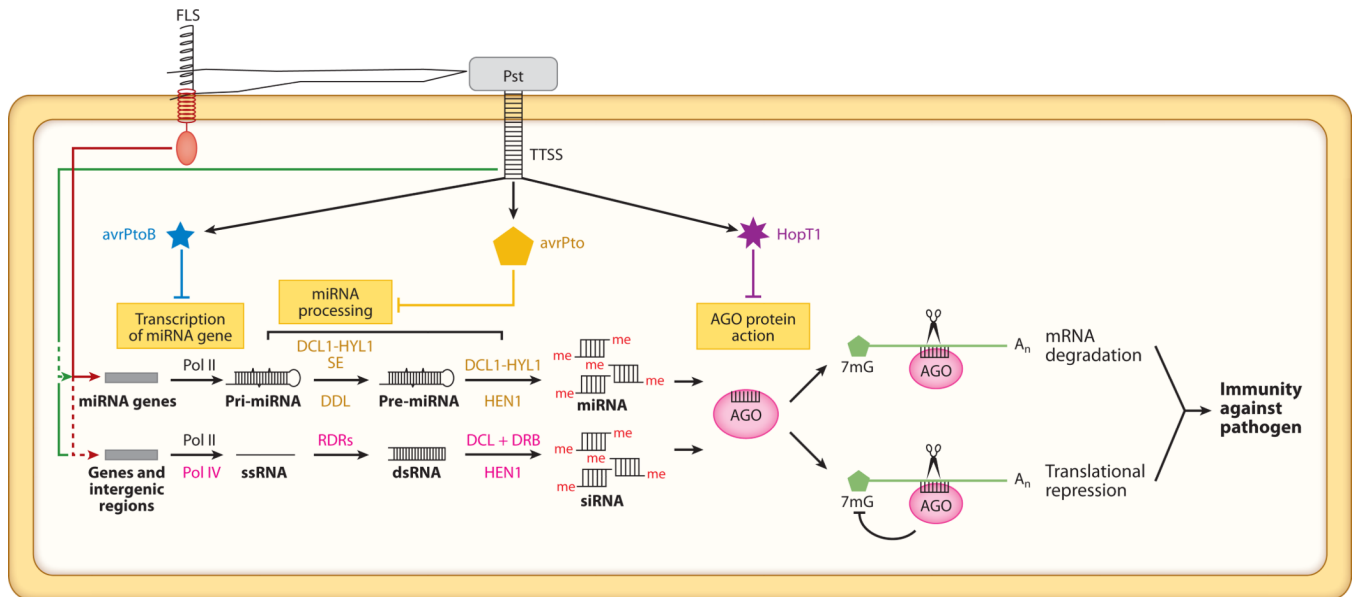 FLS
Pst
TTSS
avrPtoB
avrPto
HopT1
Transcription
of miRNA gene
miRNA
processing
AGO protein
action
miRNA genes
Pol II
Pri-miRNA
DCL1-HYL1
SE
DDL
Pre-miRNA
DCL1-HYL1
HEN1
me
me
me
me
me
miRNA
AGO
7mG
AGO
An
mRNA
degradation
Genes and
intergenic
regions
Pol II
Pol IV
ssRNA
RDRs
dsRNA
DCL + DRB
HEN1
me
me
me
me
me
siRNA
7mG
AGO
An
Translational
repression
Immunity
against
pathogen